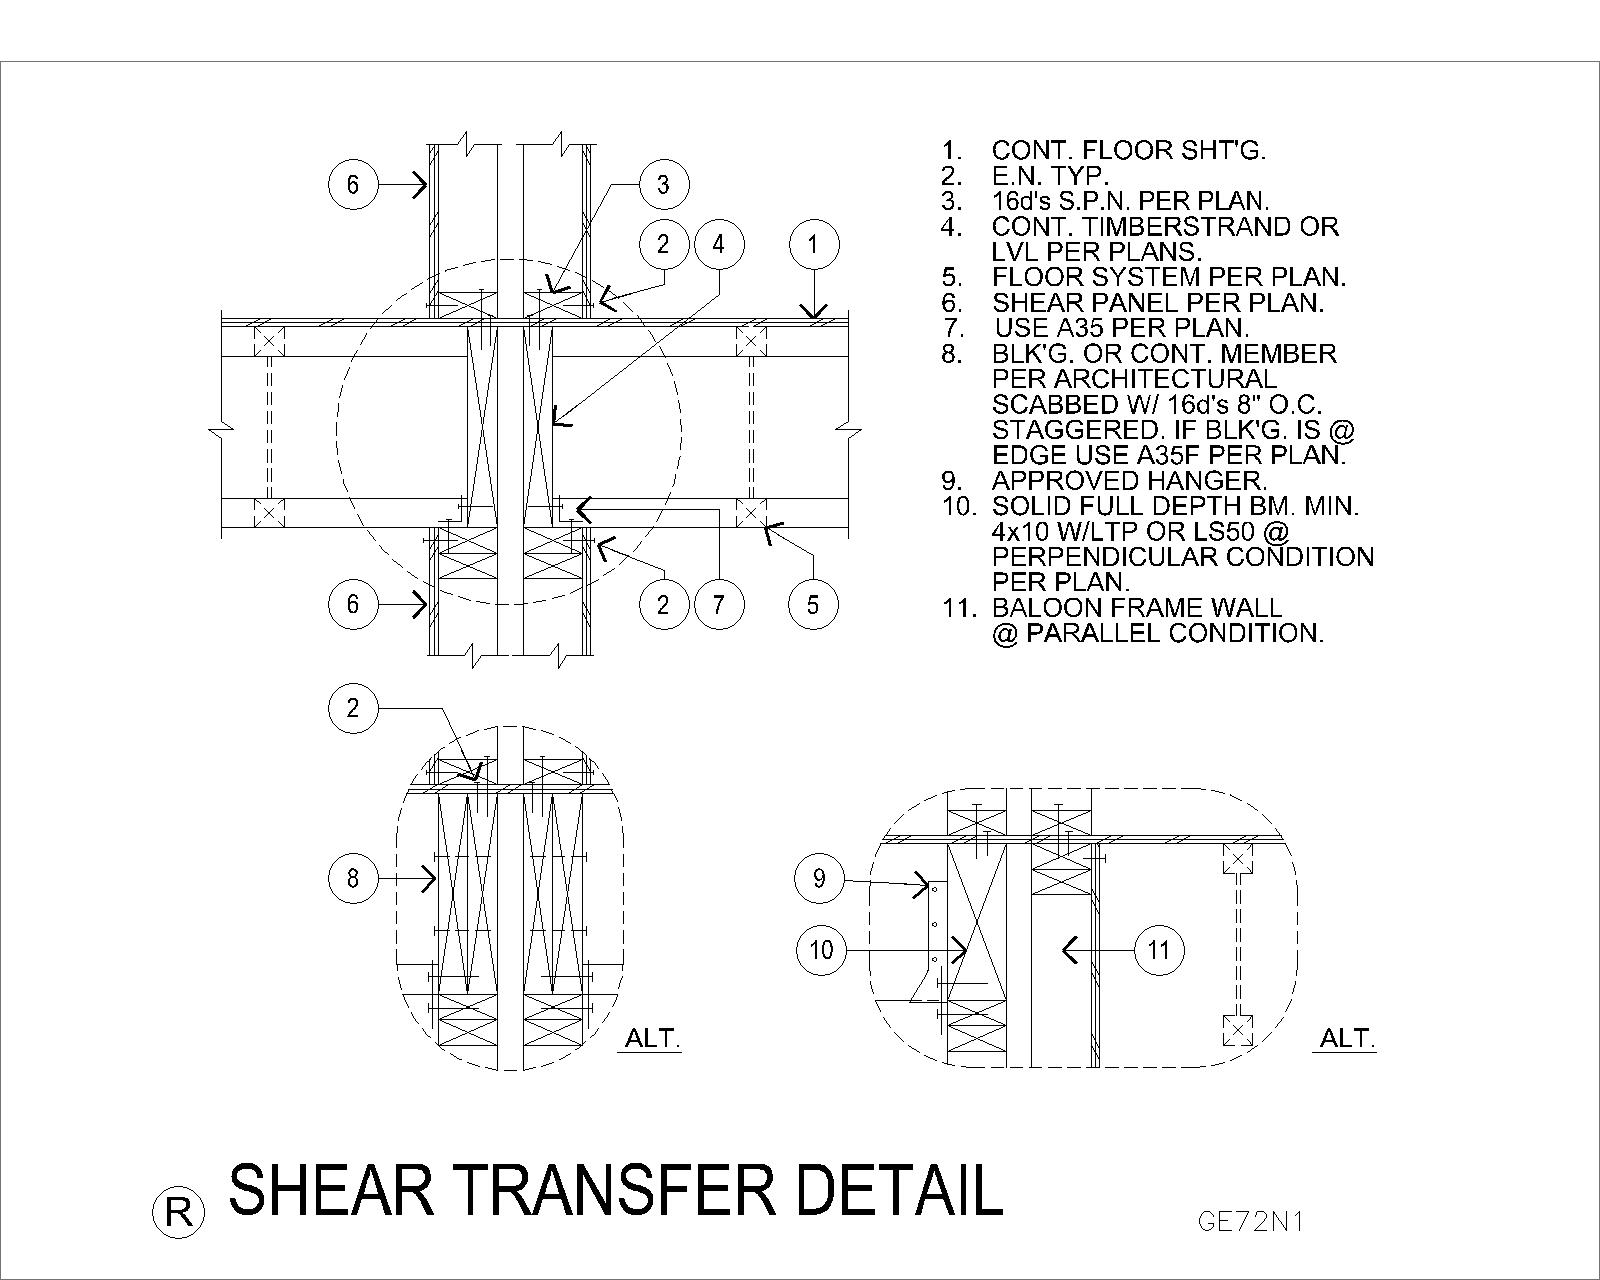 6
3
2
4
1
6
2
7
5
1. CONT. FLOOR SHT'G.
2. E.N. TYP.
3. 16d's S.P.N. PER PLAN.
4. CONT. TIMBERSTRAND OR
LVL PER PLANS.
5. FLOOR SYSTEM PER PLAN.
6. SHEAR PANEL PER PLAN.
7. USE A35 PER PLAN.
8. BLK'G. OR CONT. MEMBER
PER ARCHITECTURAL
SCABBED W/ 16d's 8" O.C.
STAGGERED. IF BLK'G. IS @
EDGE USE A35F PER PLAN.
9. APPROVED HANGER.
10. SOLID FULL DEPTH BM. MIN.
4x10 W/LTP OR LS50 @
PERPENDICULAR CONDITION
PER PLAN.
11. BALOON FRAME WALL
@ PARALLEL CONDITION.
2
8
ALT.
9
10
11
ALT.
R SHEAR TRANSFER DETAIL
GE72N1